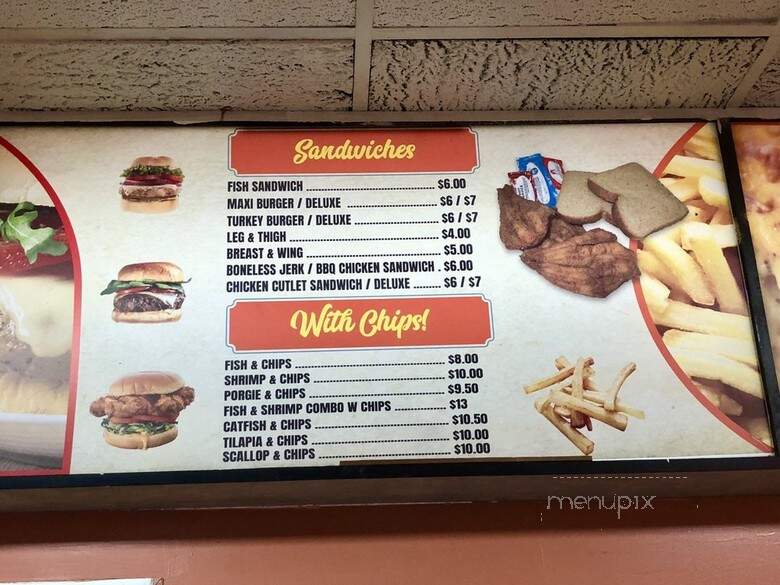 Sandwiches
FISH SANDWICH ........................................ $6.00
MAXI BURGER / DELUXE ............................ $6 / $7
TURKEY BURGER / DELUXE .......................... $6 / $7
LEG & THIGH .............................................. $4.00
BREAST & WING .......................................... $5.00
BONELESS JERK / BBQ CHICKEN SANDWICH . $6.00
CHICKEN CUTLET SANDWICH / DELUXE ......... $6 / $7
With Chips!
FISH & CHIPS .............................................. $8.00
SHRIMP & CHIPS ......................................... $10.00
PORGIE & CHIPS .......................................... $9.50
FISH & SHRIMP COMBO W CHIPS ................ $13
CATFISH & CHIPS ......................................... $10.50
TILAPIA & CHIPS .......................................... $10.00
SCALLOP & CHIPS ........................................ $10.00
menupix